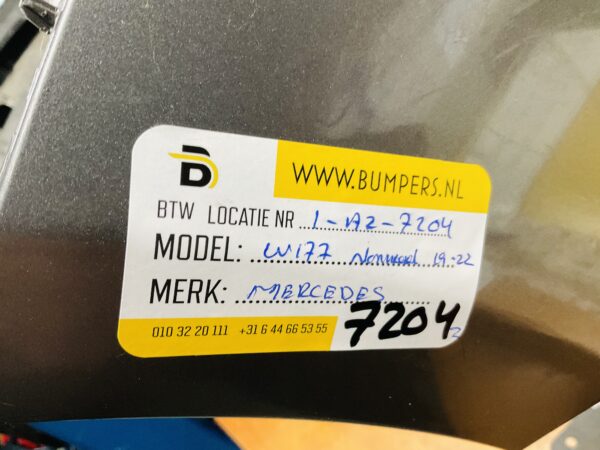 WWW.BUMPERS.NL
BTW LOCATIE NR 1-A2-7204
MODEL: W177 Normaal 19-22
MERK: MERCEDES
010 32 20 111 +31 6 44 66 53 55
7204